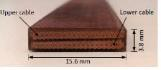 Upper cable
Lower cable
3.8 mm
15.6 mm